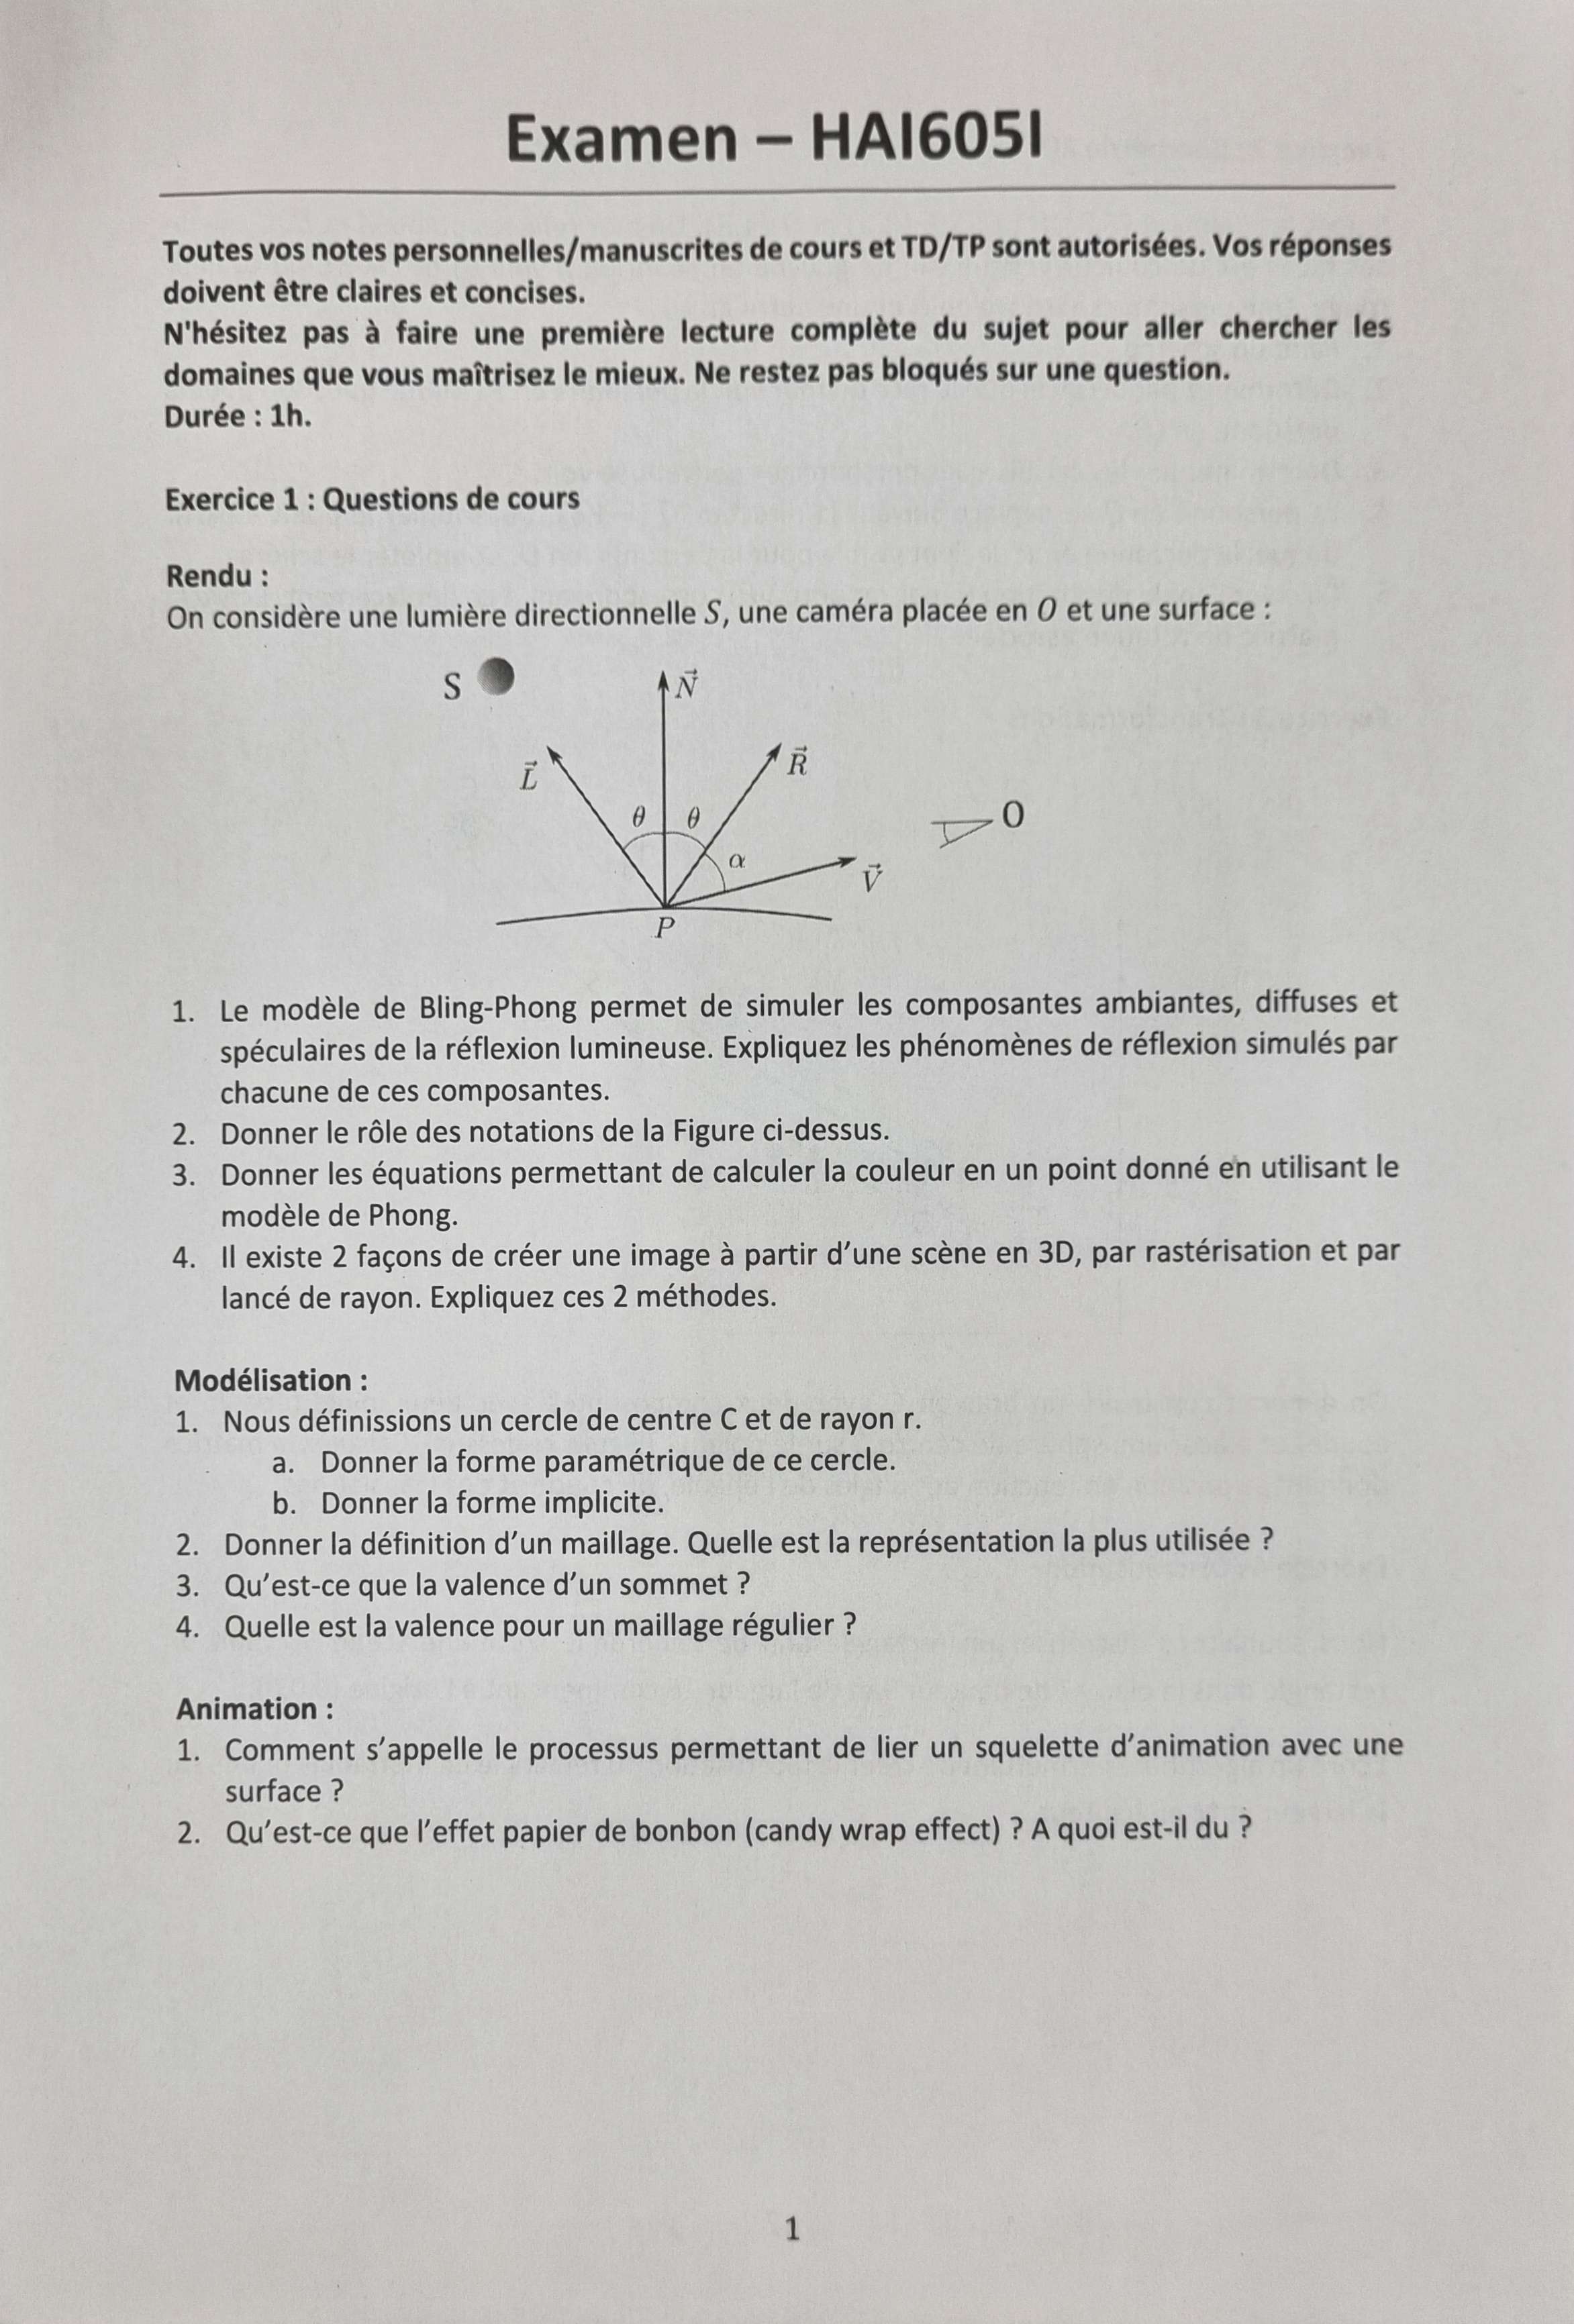 Examen – HAI605I
Toutes vos notes personnelles/manuscrites de cours et TD/TP sont autorisées. Vos réponses
doivent être claires et concises.
N'hésitez pas à faire une première lecture complète du sujet pour aller chercher les
domaines que vous maîtrisez le mieux. Ne restez pas bloqués sur une question.
Durée : 1h.
Exercice 1 : Questions de cours
Rendu :
On considère une lumière directionnelle S, une caméra placée en O et une surface :
S
N⃗
L⃗
R⃗
θ θ
O
α
V⃗
P
1. Le modèle de Bling-Phong permet de simuler les composantes ambiantes, diffuses et
spéculaires de la réflexion lumineuse. Expliquez les phénomènes de réflexion simulés par
chacune de ces composantes.
2. Donner le rôle des notations de la Figure ci-dessus.
3. Donner les équations permettant de calculer la couleur en un point donné en utilisant le
modèle de Phong.
4. Il existe 2 façons de créer une image à partir d’une scène en 3D, par rastérisation et par
lancé de rayon. Expliquez ces 2 méthodes.
Modélisation :
1. Nous définissions un cercle de centre C et de rayon r.
a. Donner la forme paramétrique de ce cercle.
b. Donner la forme implicite.
2. Donner la définition d’un maillage. Quelle est la représentation la plus utilisée ?
3. Qu’est-ce que la valence d’un sommet ?
4. Quelle est la valence pour un maillage régulier ?
Animation :
1. Comment s’appelle le processus permettant de lier un squelette d’animation avec une
surface ?
2. Qu’est-ce que l’effet papier de bonbon (candy wrap effect) ? A quoi est-il du ?
1